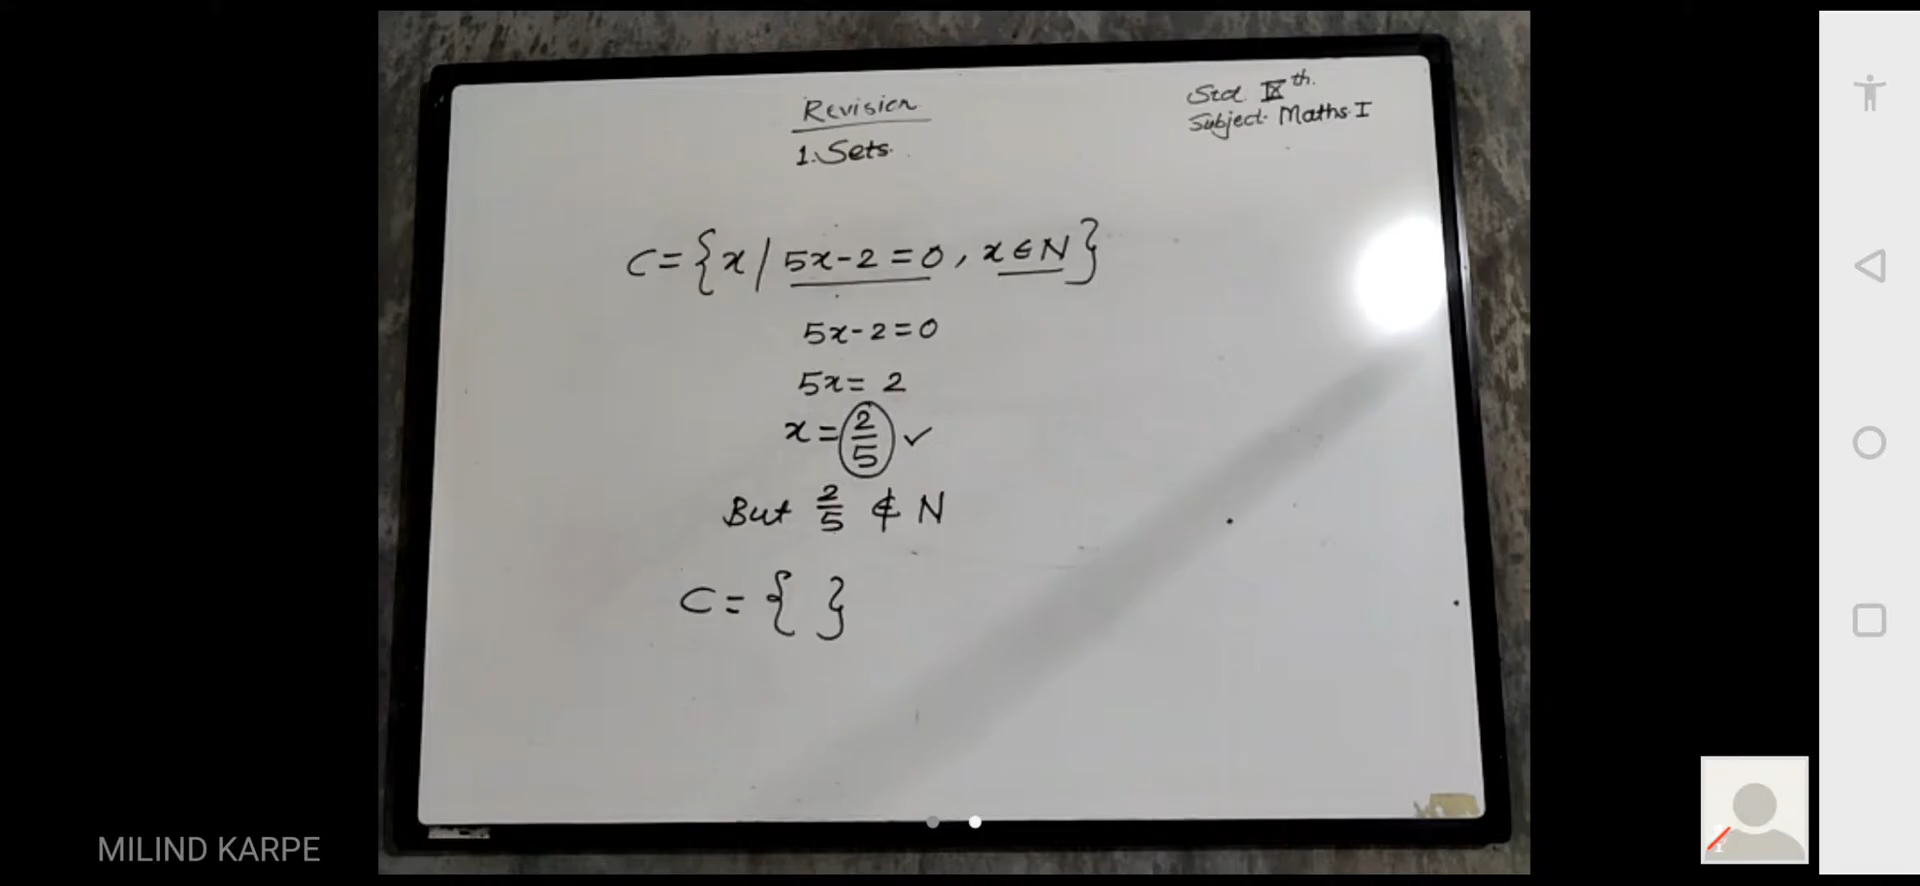 Revision
1. Sets.
Std IXth.
Subject. Maths. I
C = {x / 5x - 2 = 0, x ∈ N}
5x - 2 = 0
5x = 2
x = 2/5 ✓
But 2/5 ∉ N
C = { }
MILIND KARPE